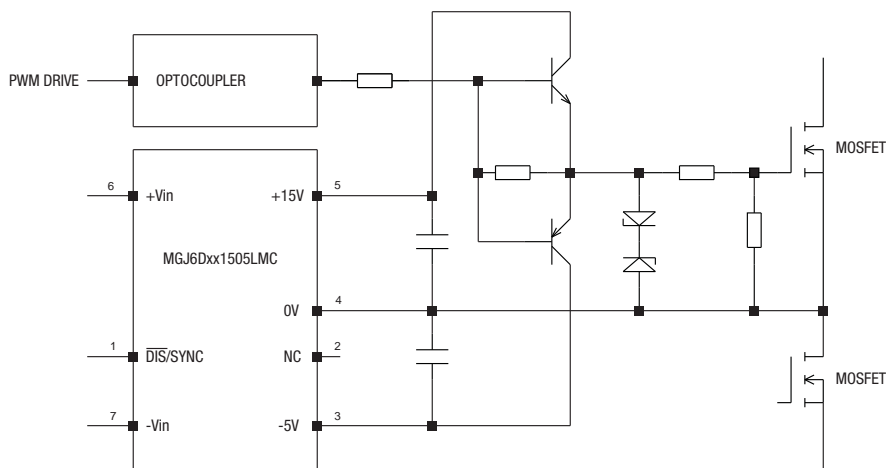 PWM DRIVE
OPTOCOUPLER
MOSFET
6
+Vin
+15V
5
MGJ6Dxx1505LMC
0V
4
1
DIS/SYNC
NC
2
MOSFET
7
-Vin
-5V
3